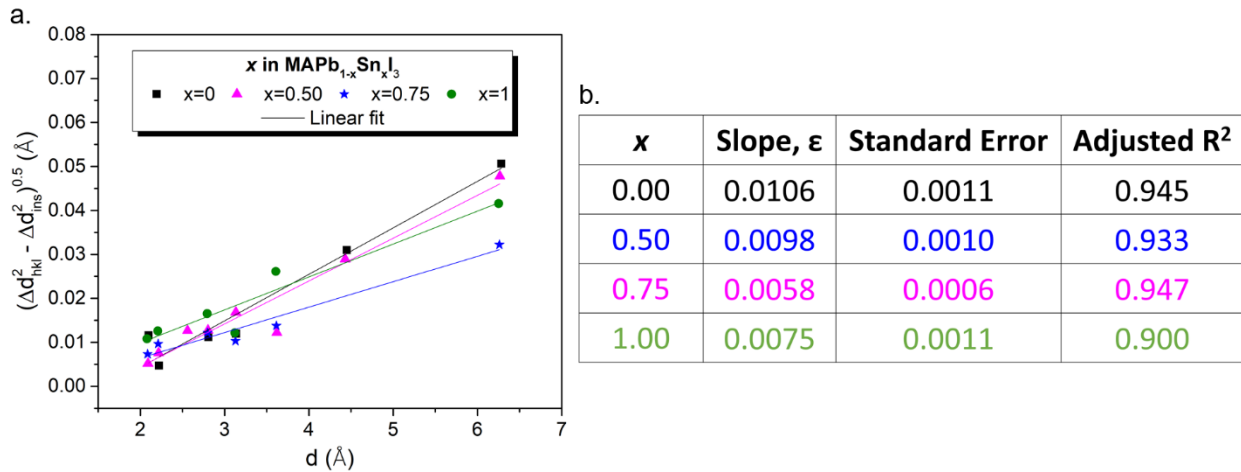 a.
0.08
0.07
0.06
0.05
0.04
0.03
0.02
0.01
0.00
(Δd²hkl - Δd²ins)^0.5 (Å)
x in MAPb1-xSnxI3
x=0 x=0.50 x=0.75 x=1
Linear fit
2 3 4 5 6 7
d (Å)
b.
x Slope, ε Standard Error Adjusted R²
0.00 0.0106 0.0011 0.945
0.50 0.0098 0.0010 0.933
0.75 0.0058 0.0006 0.947
1.00 0.0075 0.0011 0.900